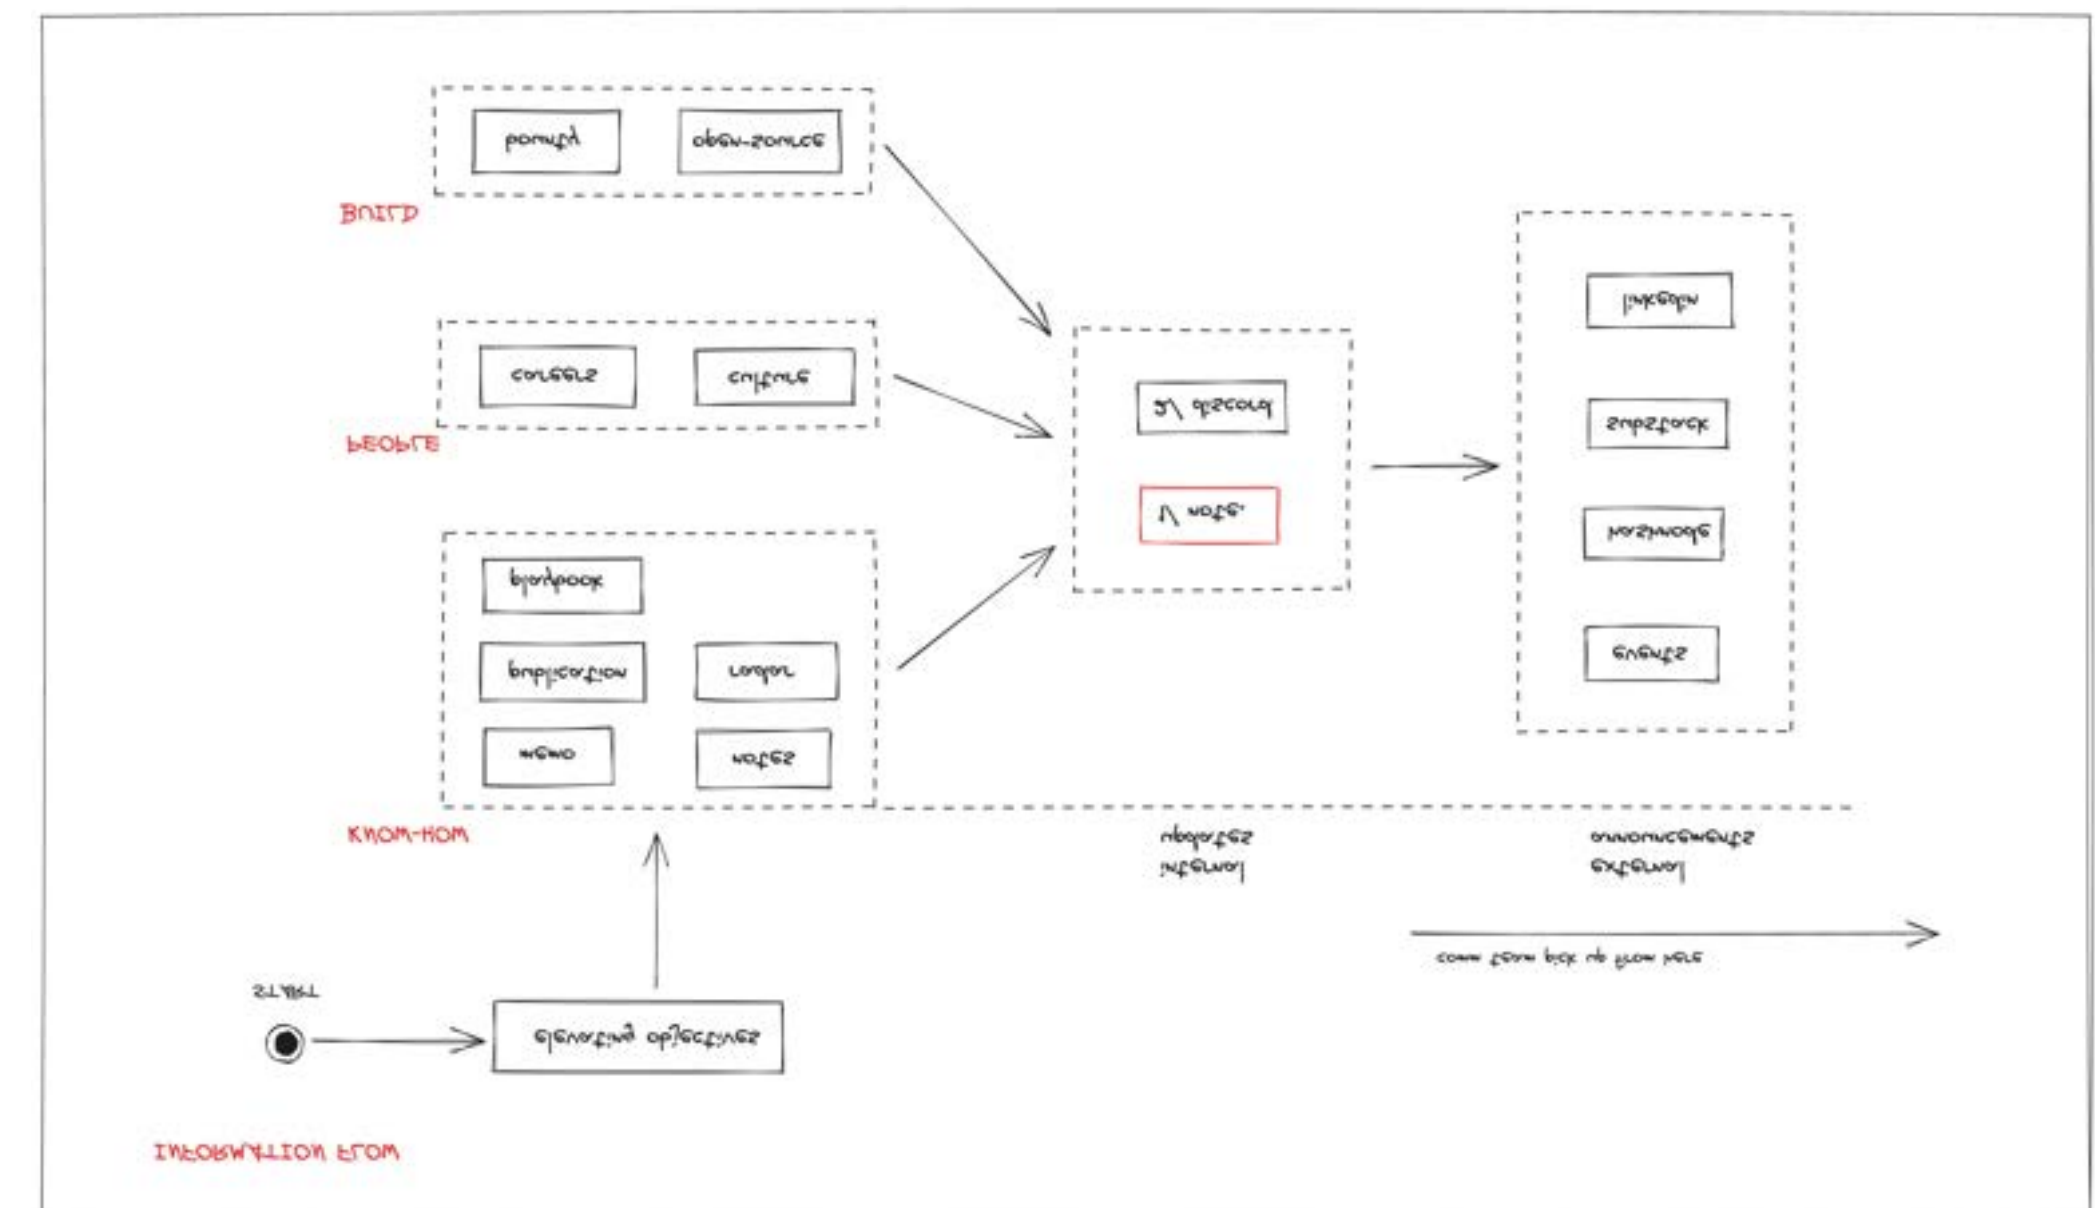 INFORMATION FLOW
START
elevating objectives
comm team pick up from here
KNOW-HOW
internal
updates
external
announcements
memo
notes
publication
radar
playbook
events
hashnode
1/ note.
PEOPLE
2/ discord
substack
careers
culture
linkedin
BUILD
bounty
open-source